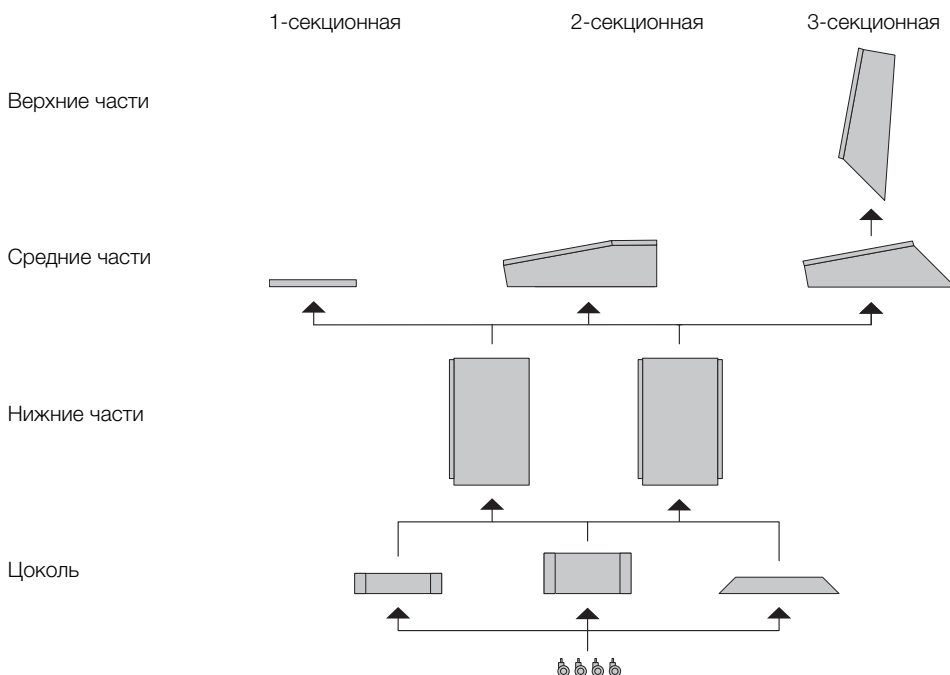 1-секционная 2-секционная 3-секционная
Верхние части
Средние части
Нижние части
Цоколь